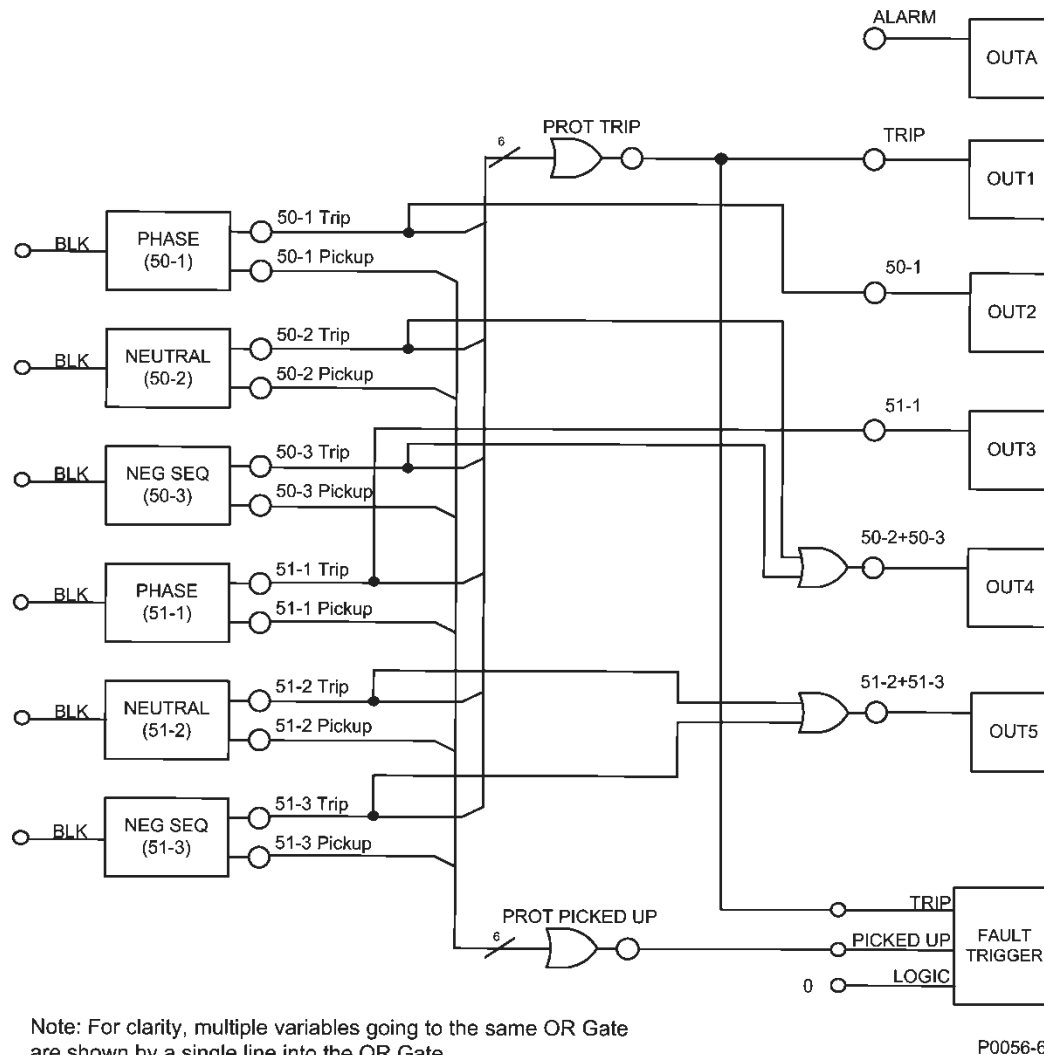 ALARM
OUTA
PROT TRIP
6
TRIP
OUT1
BLK
PHASE
(50-1)
50-1 Trip
50-1 Pickup
50-1
OUT2
BLK
NEUTRAL
(50-2)
50-2 Trip
50-2 Pickup
51-1
OUT3
BLK
NEG SEQ
(50-3)
50-3 Trip
50-3 Pickup
50-2+50-3
OUT4
BLK
PHASE
(51-1)
51-1 Trip
51-1 Pickup
51-2+51-3
OUT5
BLK
NEUTRAL
(51-2)
51-2 Trip
51-2 Pickup
BLK
NEG SEQ
(51-3)
51-3 Trip
51-3 Pickup
PROT PICKED UP
6
TRIP
PICKED UP
0
LOGIC
FAULT
TRIGGER
Note: For clarity, multiple variables going to the same OR Gate
are shown by a single line into the OR Gate
P0056-6